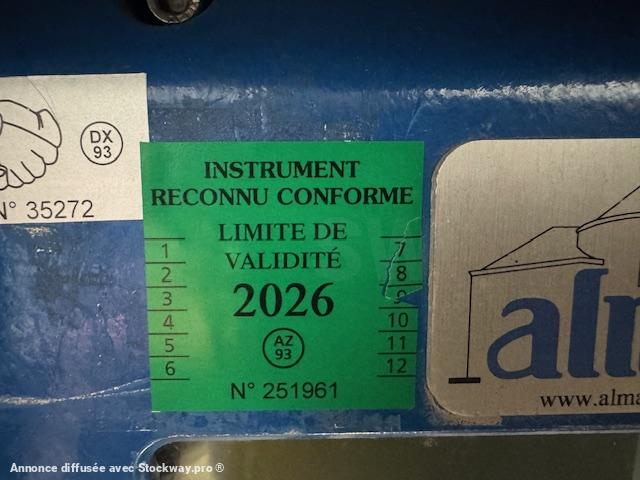 DX
93
N° 35272
INSTRUMENT
RECONNU CONFORME
LIMITE DE
VALIDITÉ
2026
1
2
3
4
5
6
7
8
9
10
11
12
AZ
93
N° 251961
www.alma
Annonce diffusée avec Stockway.pro ®